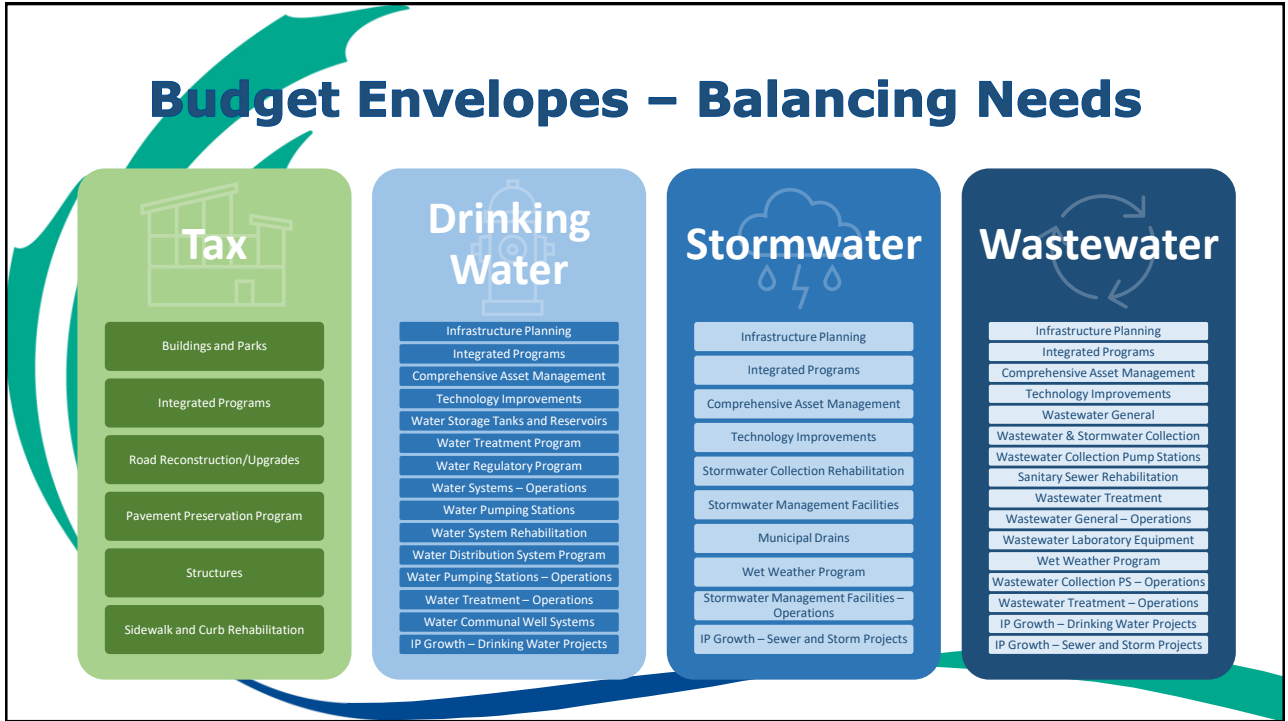 Budget Envelopes – Balancing Needs
Tax
Buildings and Parks
Integrated Programs
Road Reconstruction/Upgrades
Pavement Preservation Program
Structures
Sidewalk and Curb Rehabilitation
Drinking
Water
Infrastructure Planning
Integrated Programs
Comprehensive Asset Management
Technology Improvements
Water Storage Tanks and Reservoirs
Water Treatment Program
Water Regulatory Program
Water Systems – Operations
Water Pumping Stations
Water System Rehabilitation
Water Distribution System Program
Water Pumping Stations – Operations
Water Treatment – Operations
Water Communal Well Systems
IP Growth – Drinking Water Projects
Stormwater
Infrastructure Planning
Integrated Programs
Comprehensive Asset Management
Technology Improvements
Stormwater Collection Rehabilitation
Stormwater Management Facilities
Municipal Drains
Wet Weather Program
Stormwater Management Facilities –
Operations
IP Growth – Sewer and Storm Projects
Wastewater
Infrastructure Planning
Integrated Programs
Comprehensive Asset Management
Technology Improvements
Wastewater General
Wastewater & Stormwater Collection
Wastewater Collection Pump Stations
Sanitary Sewer Rehabilitation
Wastewater Treatment
Wastewater General – Operations
Wastewater Laboratory Equipment
Wet Weather Program
Wastewater Collection PS – Operations
Wastewater Treatment – Operations
IP Growth – Drinking Water Projects
IP Growth – Sewer and Storm Projects